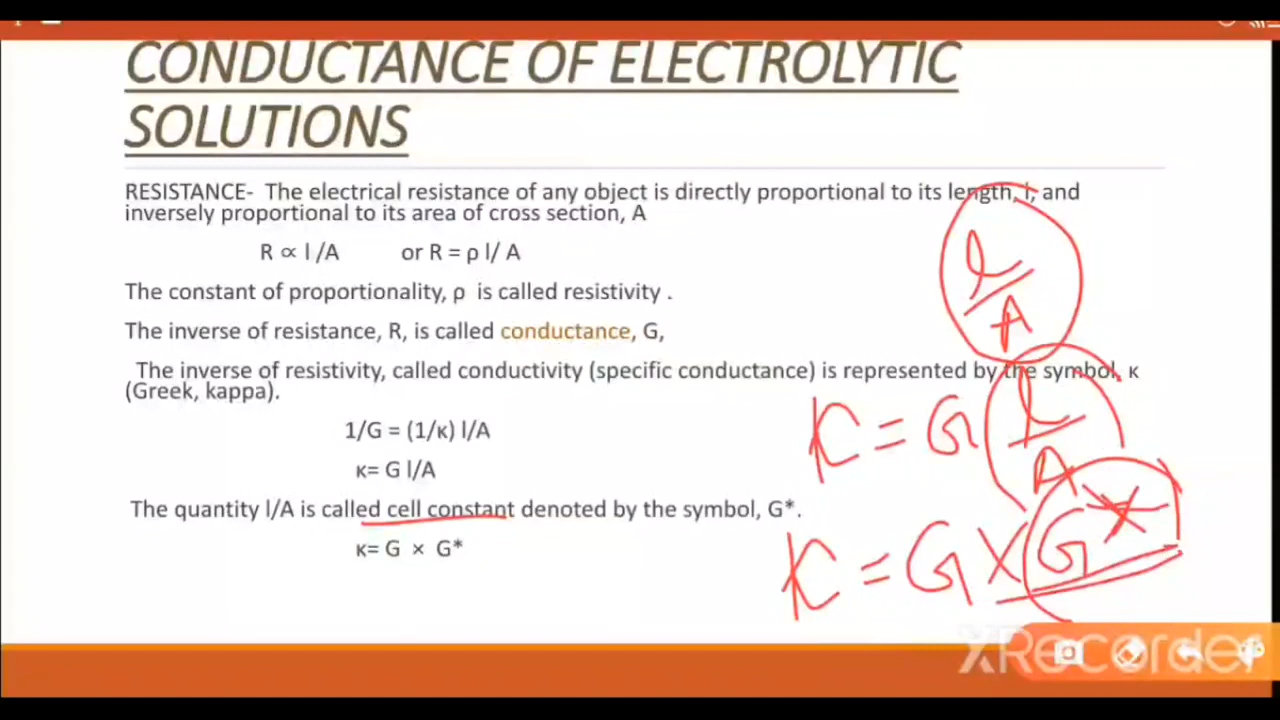 CONDUCTANCE OF ELECTROLYTIC
SOLUTIONS
RESISTANCE- The electrical resistance of any object is directly proportional to its length, l, and
inversely proportional to its area of cross section, A
R ∝ l /A or R = ρ l/ A
The constant of proportionality, ρ is called resistivity .
The inverse of resistance, R, is called conductance, G,
The inverse of resistivity, called conductivity (specific conductance) is represented by the symbol, κ
(Greek, kappa).
1/G = (1/κ) l/A
κ= G l/A
The quantity l/A is called cell constant denoted by the symbol, G*.
κ= G × G*
l/A
K = G l/A
K = G × G*
XRecorder